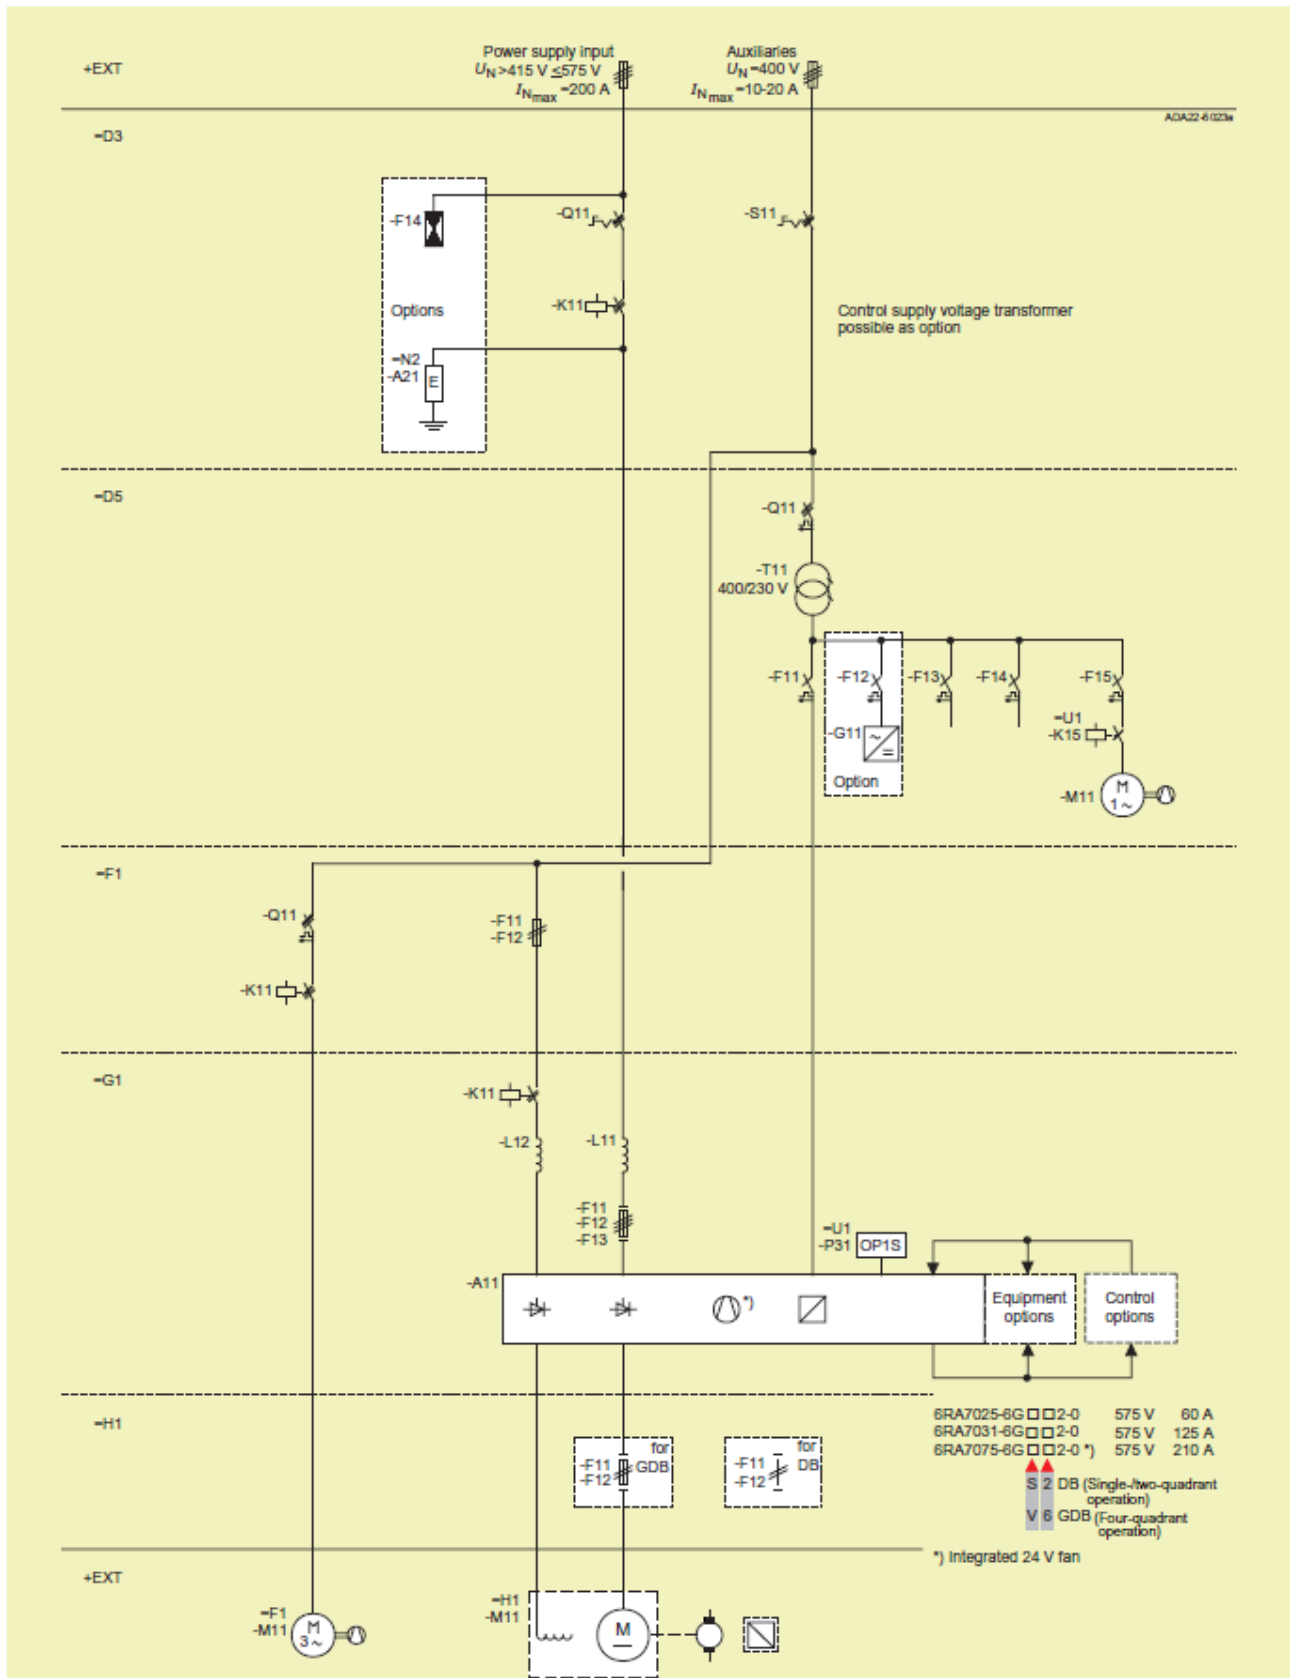 +EXT
Power supply input
UN >415 V ≤575 V
INmax =200 A
Auxiliaries
UN =400 V
INmax =10-20 A
ADA22-6023a
=D3
-F14
-Q11
-S11
Options
-K11
Control supply voltage transformer
possible as option
=N2
-A21
E
=D5
-Q11
-T11
400/230 V
-F11
-F12
-F13
-F14
-F15
-G11
=U1
-K15
Option
-M11
M
1~
=F1
-Q11
-F11
-F12
-K11
=G1
-K11
-L12
-L11
-F11
-F12
-F13
=U1
-P31
OP1S
-A11
*)
Equipment
options
Control
options
=H1
for
GDB
-F11
-F12
for
DB
-F11
-F12
6RA7025-6G□□2-0 575 V 60 A
6RA7031-6G□□2-0 575 V 125 A
6RA7075-6G□□2-0 *) 575 V 210 A
S 2 DB (Single-/two-quadrant
operation)
V 6 GDB (Four-quadrant
operation)
*) Integrated 24 V fan
+EXT
=F1
-M11
M
3~
=H1
-M11
M